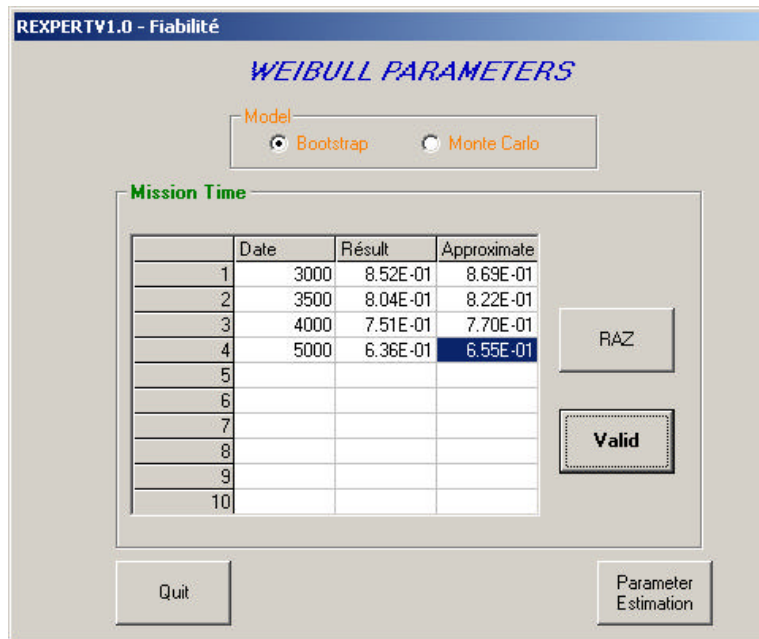 REXPERTV1.0 - Fiabilité
WEIBULL PARAMETERS
Model
Bootstrap Monte Carlo
Mission Time
Date Résult Approximate
1 3000 8.52E-01 8.69E-01
2 3500 8.04E-01 8.22E-01
3 4000 7.51E-01 7.70E-01
4 5000 6.36E-01 6.55E-01
5
6
7
8
9
10
RAZ
Valid
Quit
Parameter
Estimation